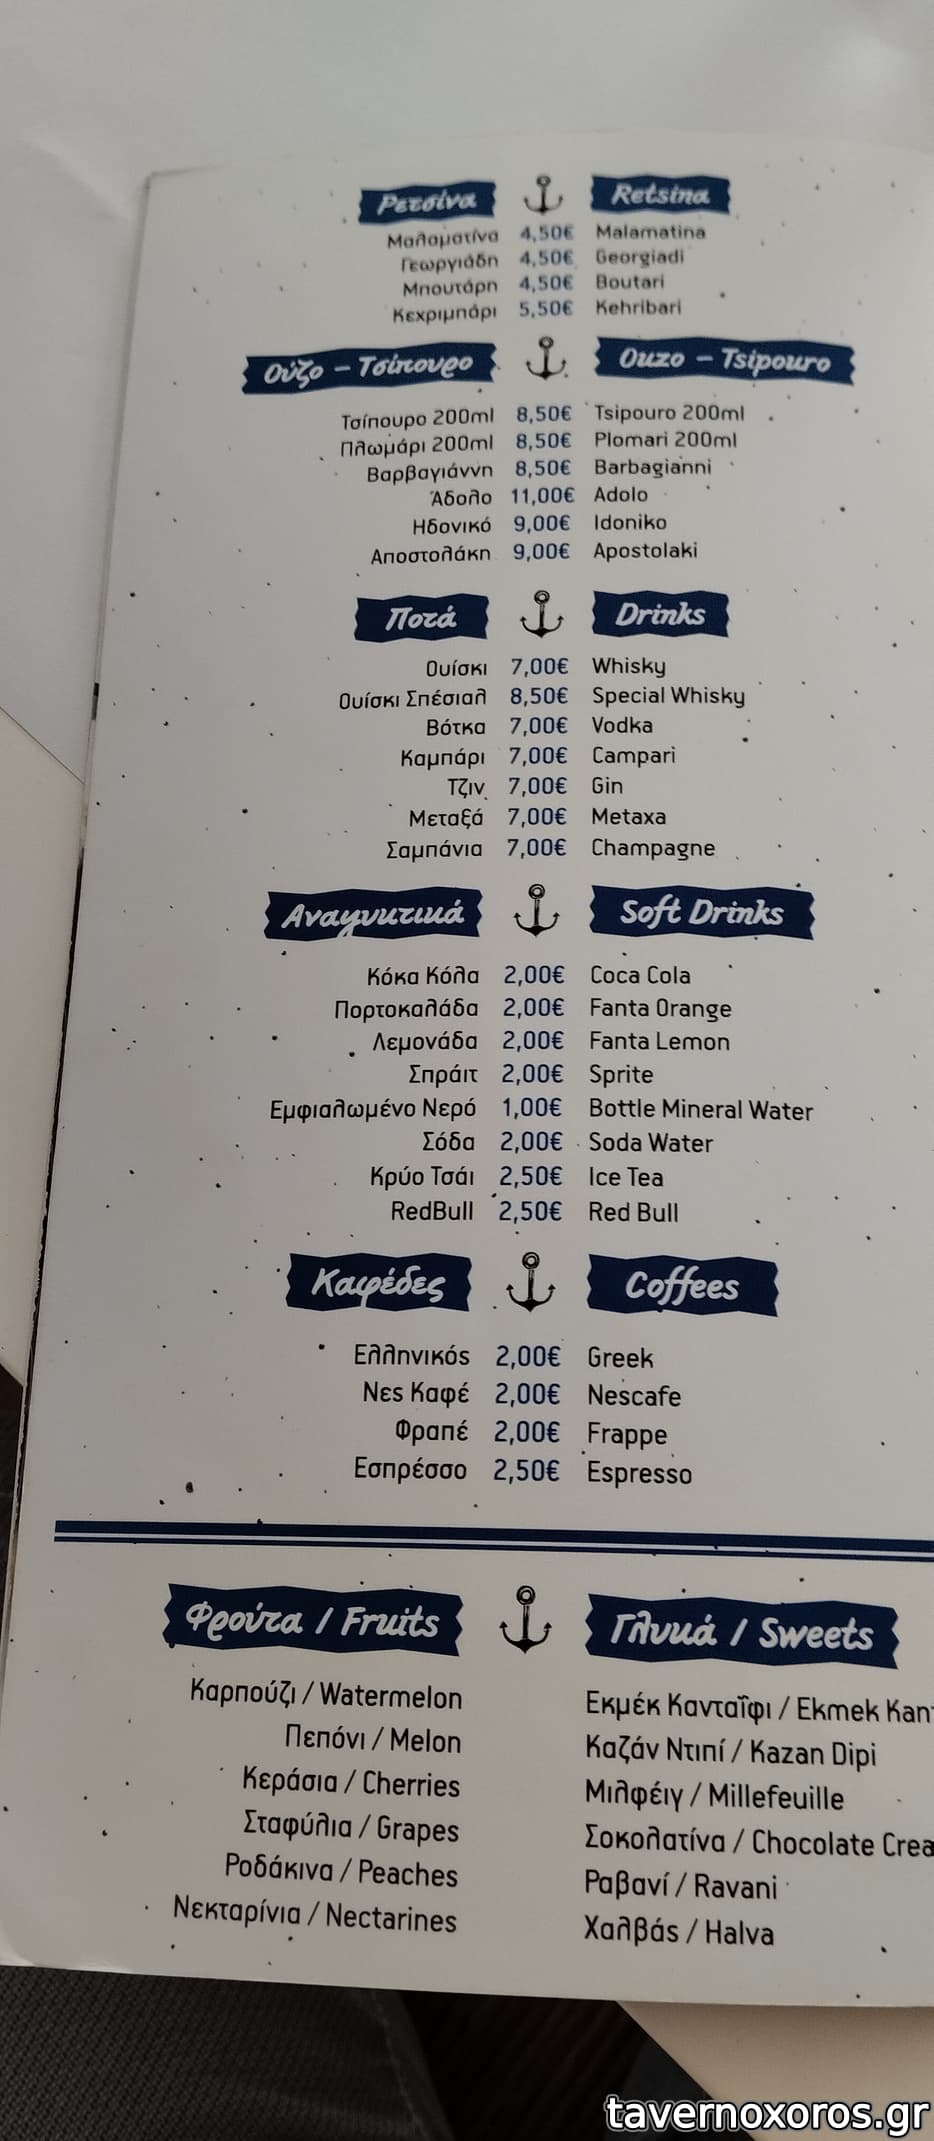 Ρετσίνα Retsina
Μαλαματίνα 4,50€ Malamatina
Γεωργιάδη 4,50€ Georgiadi
Μπουτάρη 4,50€ Boutari
Κεχριμπάρι 5,50€ Kehribari
Ούζο - Τσίπουρο Ouzo - Tsipouro
Τσίπουρο 200ml 8,50€ Tsipouro 200ml
Πλωμάρι 200ml 8,50€ Plomari 200ml
Βαρβαγιάννη 8,50€ Barbagianni
Άδολο 11,00€ Adolo
Ηδονικό 9,00€ Idoniko
Αποστολάκη 9,00€ Apostolaki
Ποτά Drinks
Ουίσκι 7,00€ Whisky
Ουίσκι Σπέσιαλ 8,50€ Special Whisky
Βότκα 7,00€ Vodka
Καμπάρι 7,00€ Campari
Τζιν 7,00€ Gin
Μεταξά 7,00€ Metaxa
Σαμπάνια 7,00€ Champagne
Αναψυκτικά Soft Drinks
Κόκα Κόλα 2,00€ Coca Cola
Πορτοκαλάδα 2,00€ Fanta Orange
Λεμονάδα 2,00€ Fanta Lemon
Σπράιτ 2,00€ Sprite
Εμφιαλωμένο Νερό 1,00€ Bottle Mineral Water
Σόδα 2,00€ Soda Water
Κρύο Τσάι 2,50€ Ice Tea
RedBull 2,50€ Red Bull
Καφέδες Coffees
Ελληνικός 2,00€ Greek
Νες Καφέ 2,00€ Nescafe
Φραπέ 2,00€ Frappe
Εσπρέσσο 2,50€ Espresso
Φρούτα / Fruits Γλυκά / Sweets
Καρπούζι / Watermelon Εκμέκ Κανταΐφι / Ekmek Kan
Πεπόνι / Melon Καζάν Ντιπί / Kazan Dipi
Κεράσια / Cherries Μιλφέιγ / Millefeuille
Σταφύλια / Grapes Σοκολατίνα / Chocolate Crea
Ροδάκινα / Peaches Ραβανί / Ravani
Νεκταρίνια / Nectarines Χαλβάς / Halva
tavernoxoros.gr